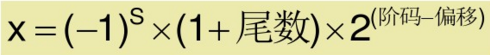 x = (−1)^S × (1+尾数) × 2^(阶码−偏移)